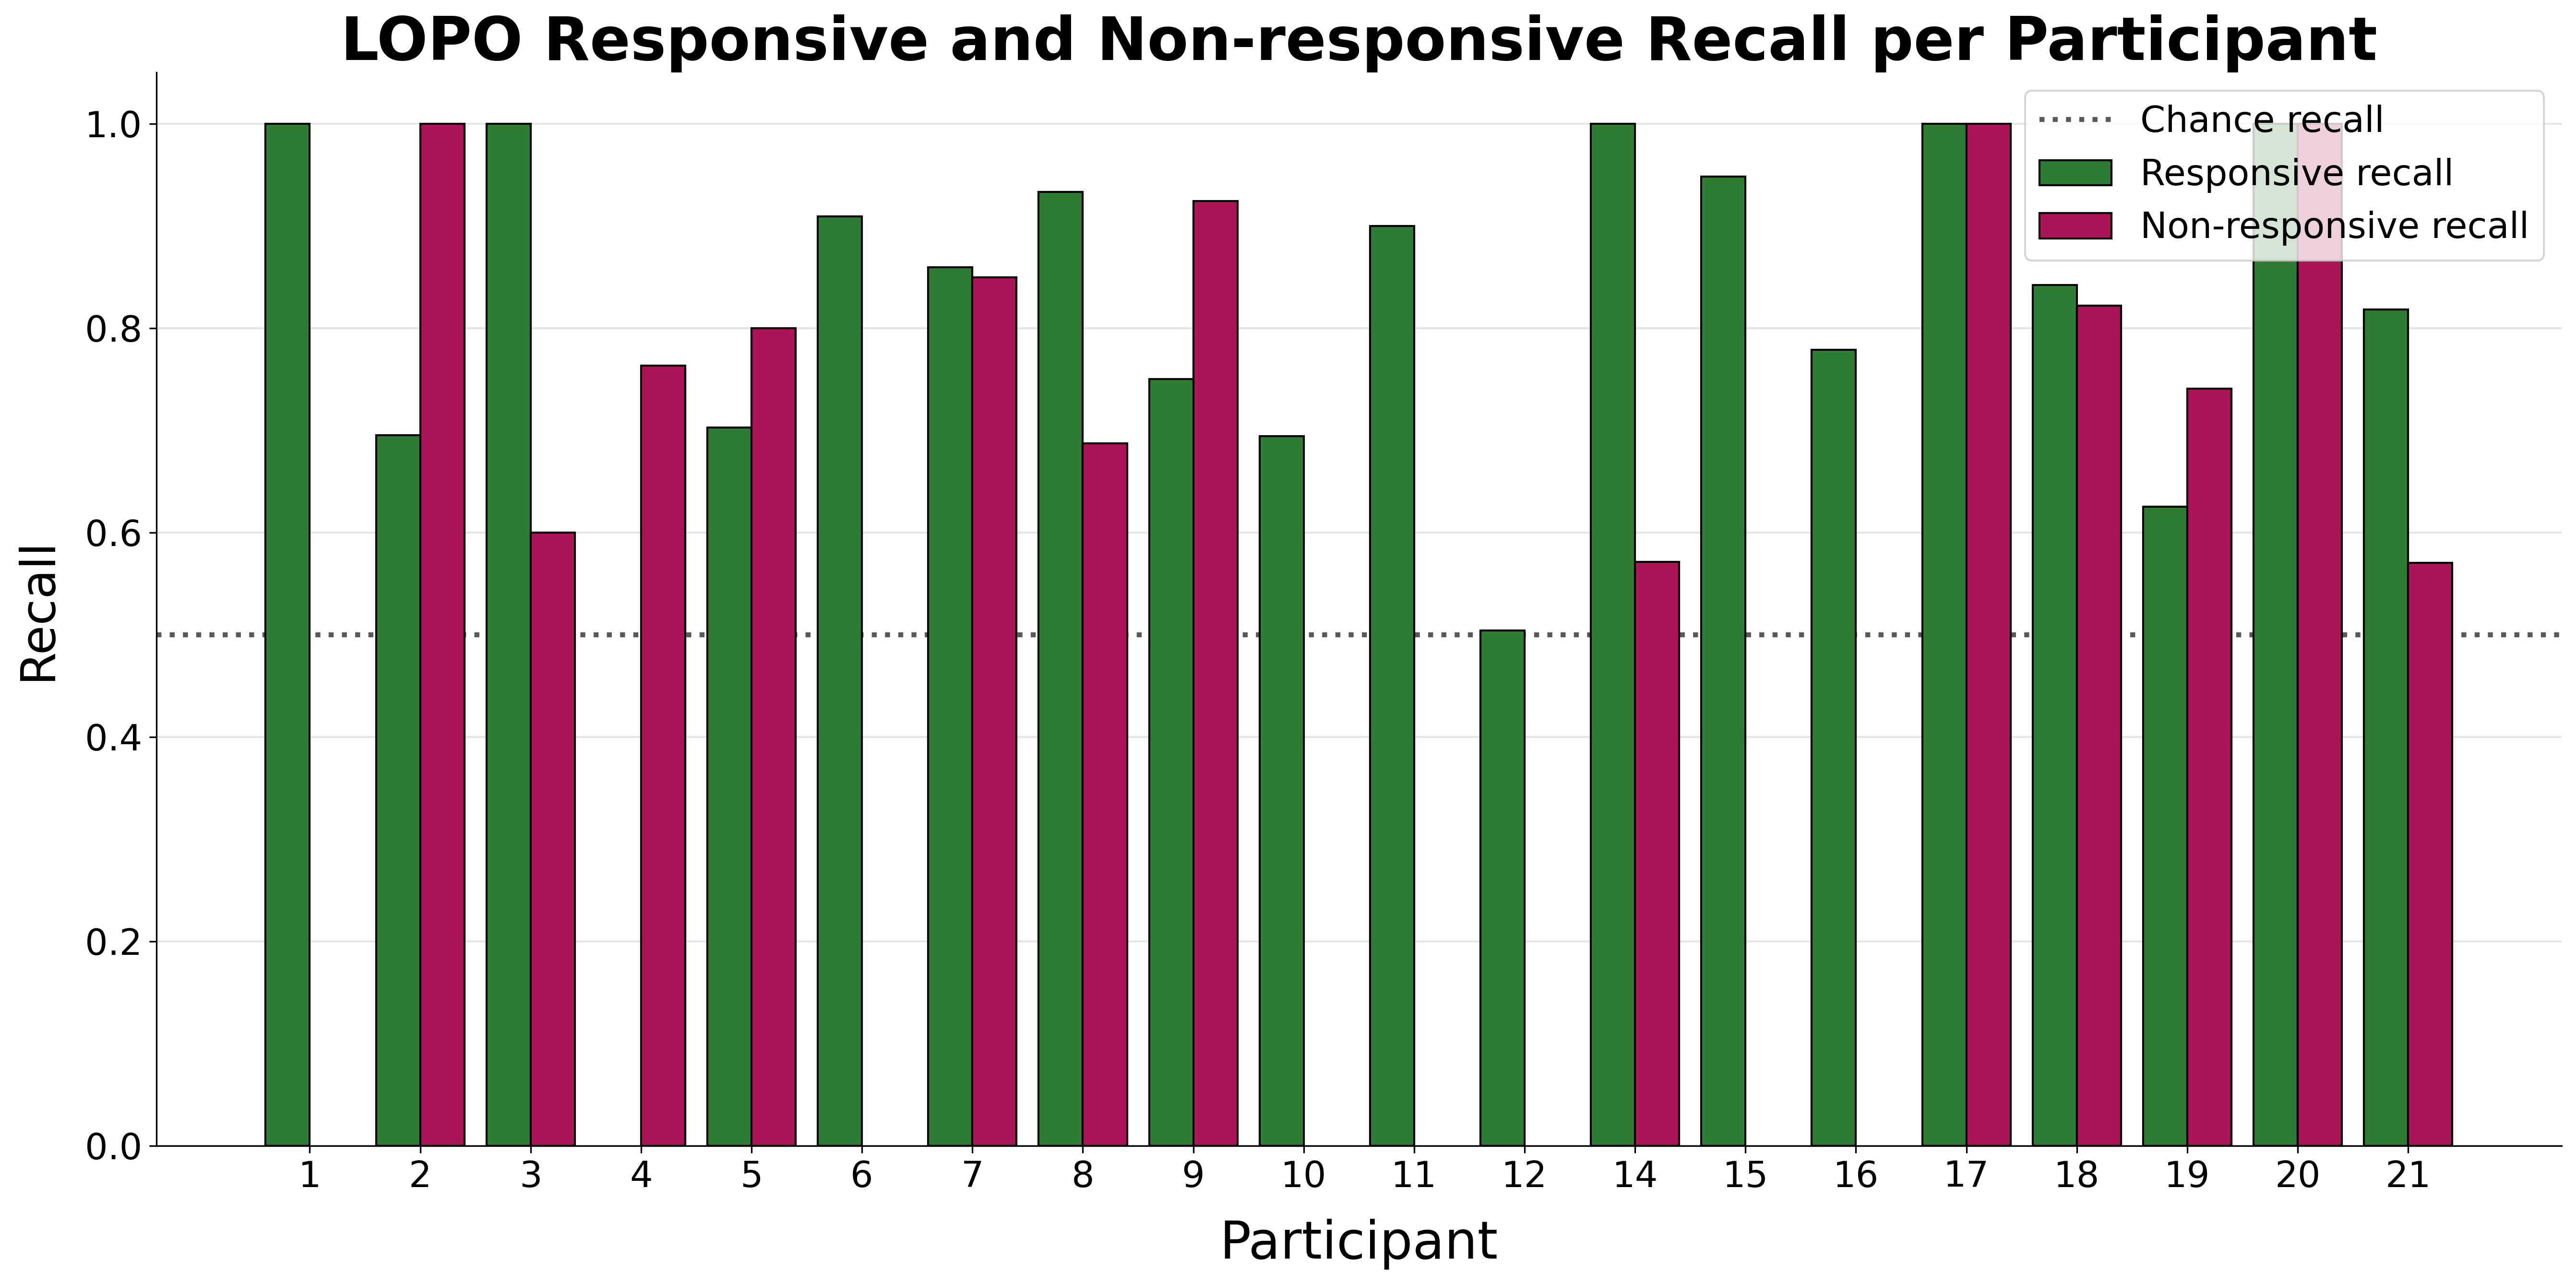 LOPO Responsive and Non-responsive Recall per Participant
Chance recall
Responsive recall
Non-responsive recall
Recall
1.0
0.8
0.6
0.4
0.2
0.0
1 2 3 4 5 6 7 8 9 10 11 12 14 15 16 17 18 19 20 21
Participant